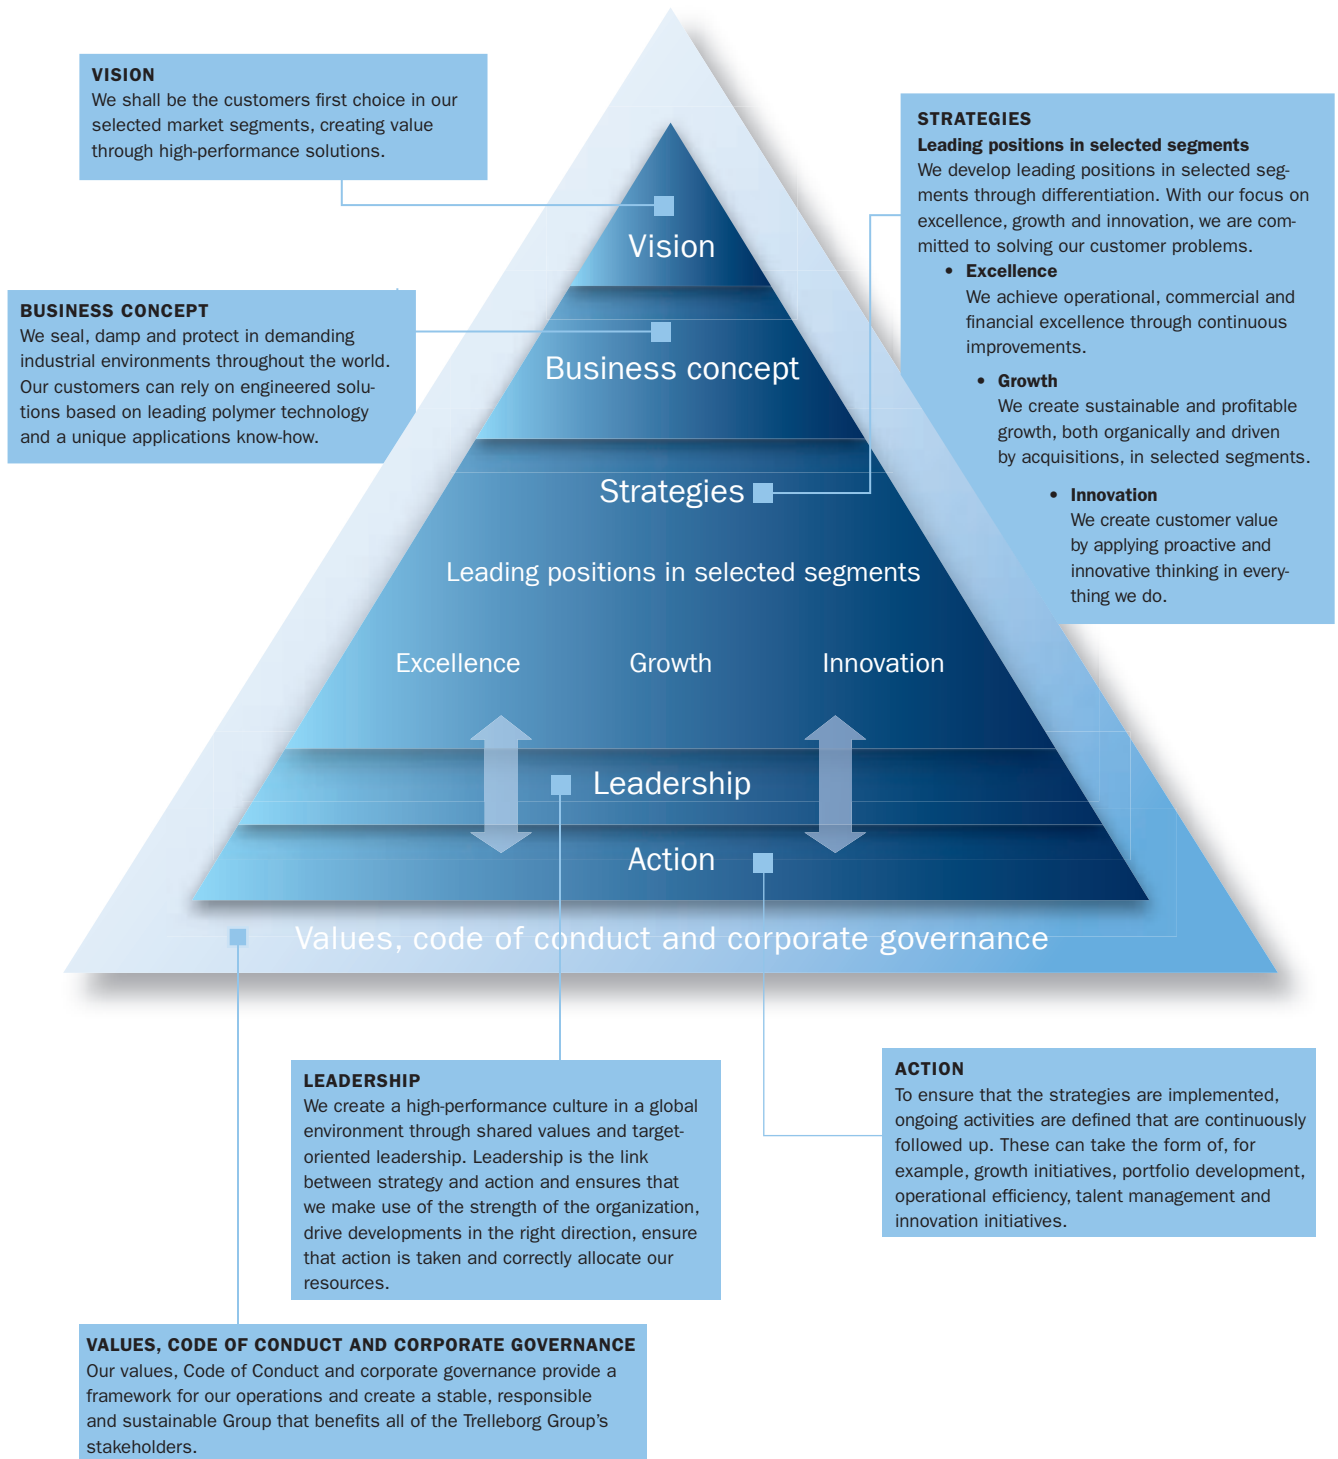 VISION
We shall be the customers first choice in our
selected market segments, creating value
through high-performance solutions.
STRATEGIES
Leading positions in selected segments
We develop leading positions in selected seg-
ments through differentiation. With our focus on
excellence, growth and innovation, we are com-
mitted to solving our customer problems.
• Excellence
We achieve operational, commercial and
financial excellence through continuous
improvements.
• Growth
We create sustainable and profitable
growth, both organically and driven
by acquisitions, in selected segments.
• Innovation
We create customer value
by applying proactive and
innovative thinking in every-
thing we do.
BUSINESS CONCEPT
We seal, damp and protect in demanding
industrial environments throughout the world.
Our customers can rely on engineered solu-
tions based on leading polymer technology
and a unique applications know-how.
Vision
Business concept
Strategies
Leading positions in selected segments
Excellence Growth Innovation
Leadership
Action
Values, code of conduct and corporate governance
LEADERSHIP
We create a high-performance culture in a global
environment through shared values and target-
oriented leadership. Leadership is the link
between strategy and action and ensures that
we make use of the strength of the organization,
drive developments in the right direction, ensure
that action is taken and correctly allocate our
resources.
ACTION
To ensure that the strategies are implemented,
ongoing activities are defined that are continuously
followed up. These can take the form of, for
example, growth initiatives, portfolio development,
operational efficiency, talent management and
innovation initiatives.
VALUES, CODE OF CONDUCT AND CORPORATE GOVERNANCE
Our values, Code of Conduct and corporate governance provide a
framework for our operations and create a stable, responsible
and sustainable Group that benefits all of the Trelleborg Group's
stakeholders.